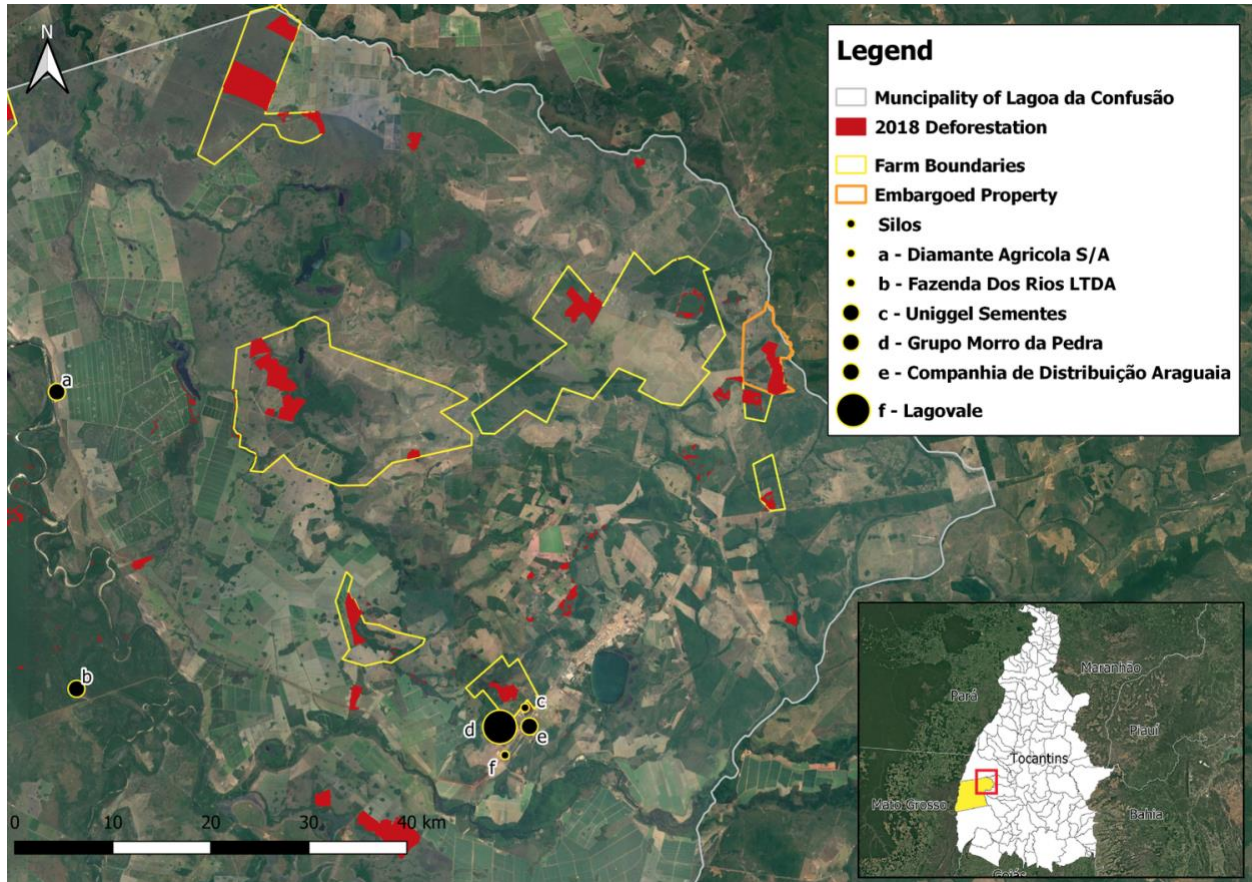 N
Legend
Muncipality of Lagoa da Confusão
2018 Deforestation
Farm Boundaries
Embargoed Property
Silos
a - Diamante Agricola S/A
b - Fazenda Dos Rios LTDA
c - Uniggel Sementes
d - Grupo Morro da Pedra
e - Companhia de Distribuição Araguaia
f - Lagovale
a
b
c
d
e
f
0 10 20 30 40 km
Maranhão
Pará
Piauí
Tocantins
Mato Grosso
Bahia
Goiás